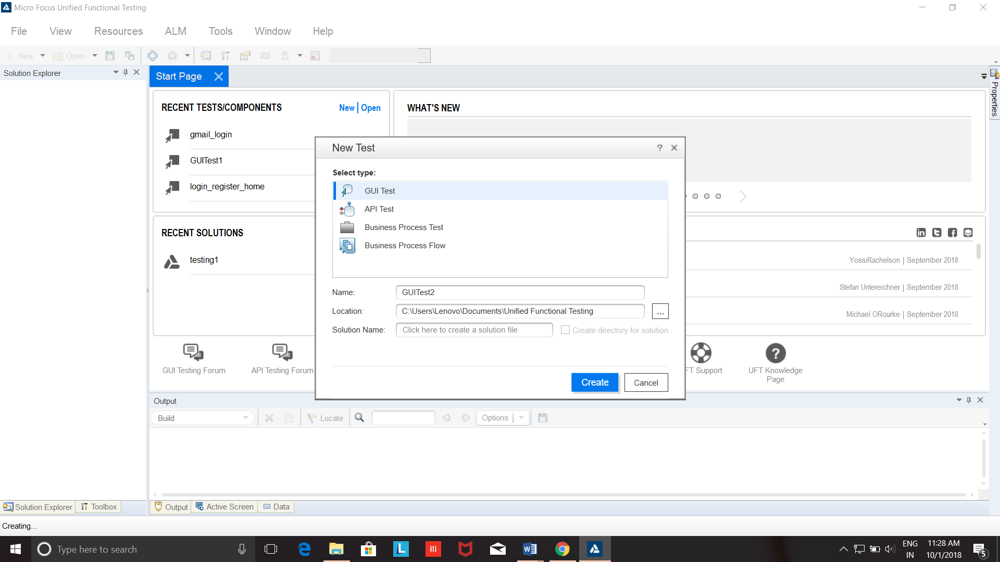 Micro Focus Unified Functional Testing
File View Resources ALM Tools Window Help
New Open
Solution Explorer
Start Page
Properties
RECENT TESTS/COMPONENTS
New | Open
gmail_login
GUITest1
login_register_home
RECENT SOLUTIONS
testing1
WHAT'S NEW
YossiRachelson | September 2018
Stefan Untereichner | September 2018
Michael ORourke | September 2018
New Test
?
Select type:
GUI Test
API Test
Business Process Test
Business Process Flow
Name: GUITest2
Location: C:\Users\Lenovo\Documents\Unified Functional Testing ...
Solution Name: Click here to create a solution file Create directory for solution
Create Cancel
GUI Testing Forum
API Testing Forum
FT Support
UFT Knowledge
Page
Output
Build Locate Options
Solution Explorer Toolbox Output Active Screen Data
Creating...
Type here to search
ENG
IN
11:28 AM
10/1/2018
5